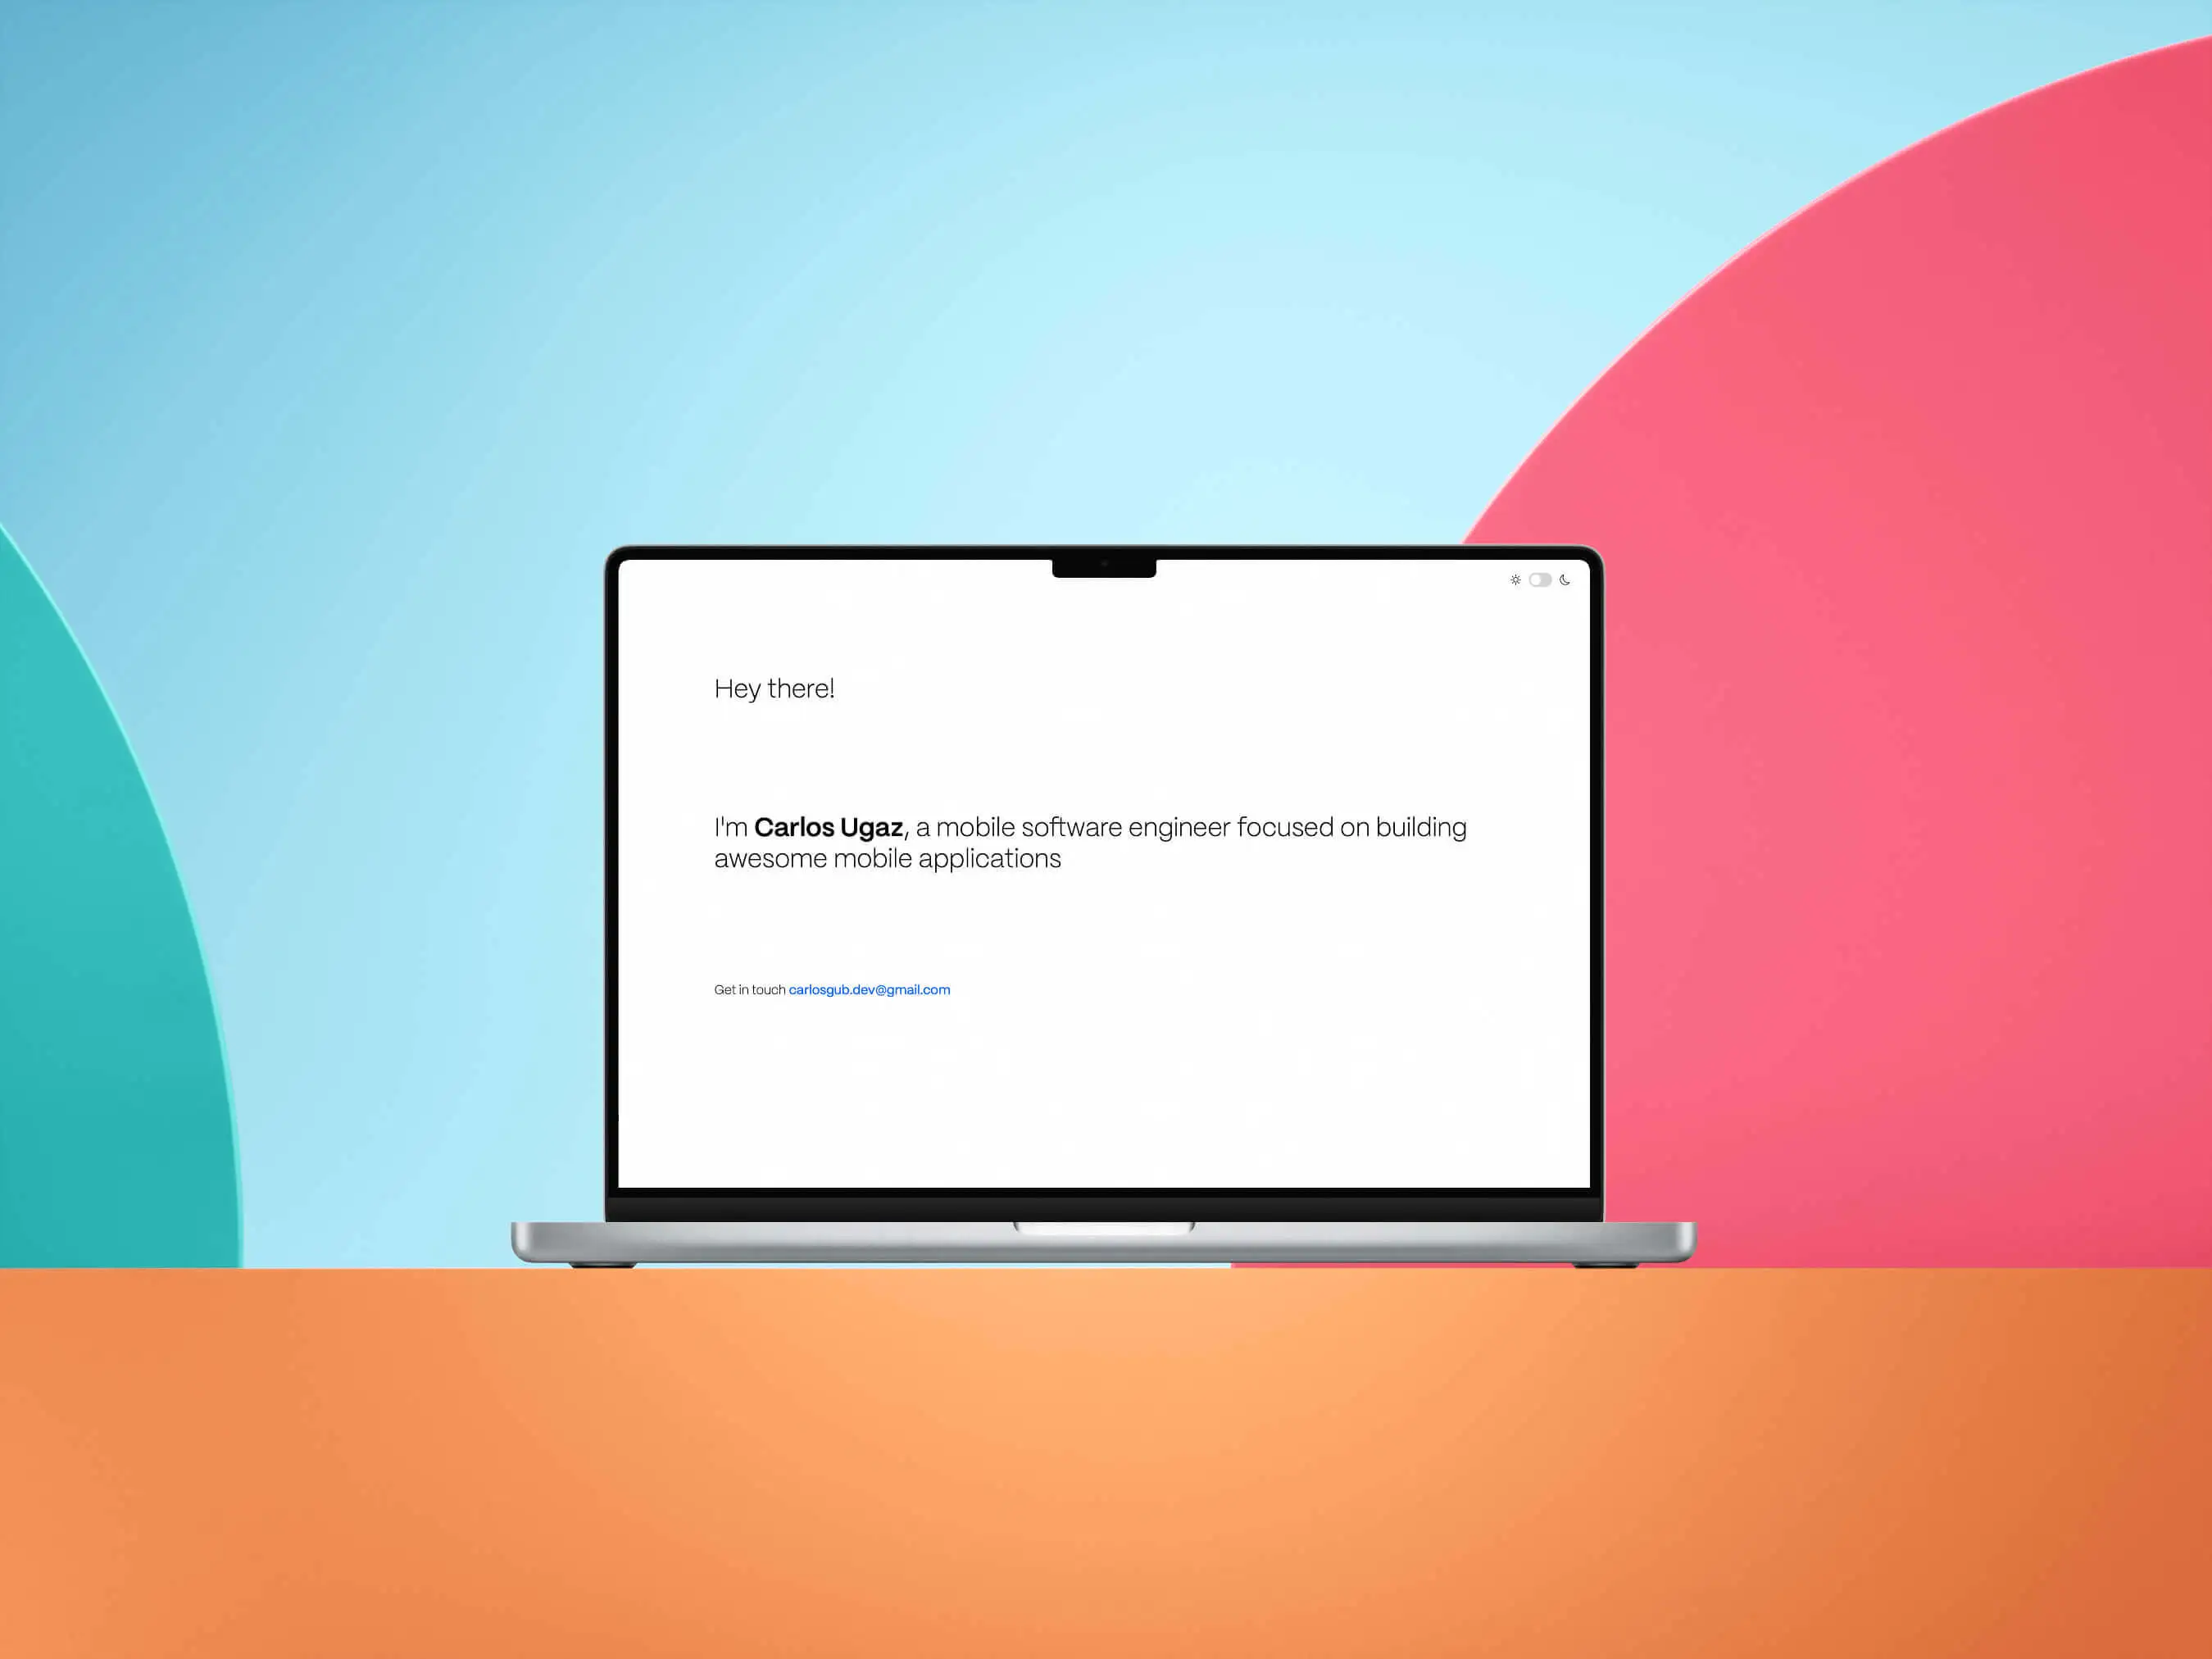 Hey there!
I'm Carlos Ugaz, a mobile software engineer focused on building
awesome mobile applications
Get in touch carlosgub.dev@gmail.com